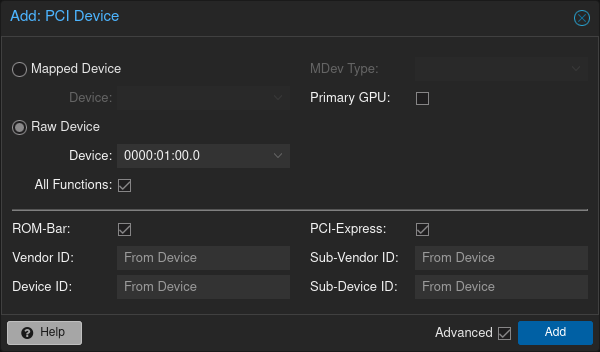 Add: PCI Device
Mapped Device
MDev Type:
Device:
Primary GPU:
Raw Device
Device: 0000:01:00.0
All Functions:
ROM-Bar:
PCI-Express:
Vendor ID: From Device
Sub-Vendor ID: From Device
Device ID: From Device
Sub-Device ID: From Device
? Help
Advanced
Add